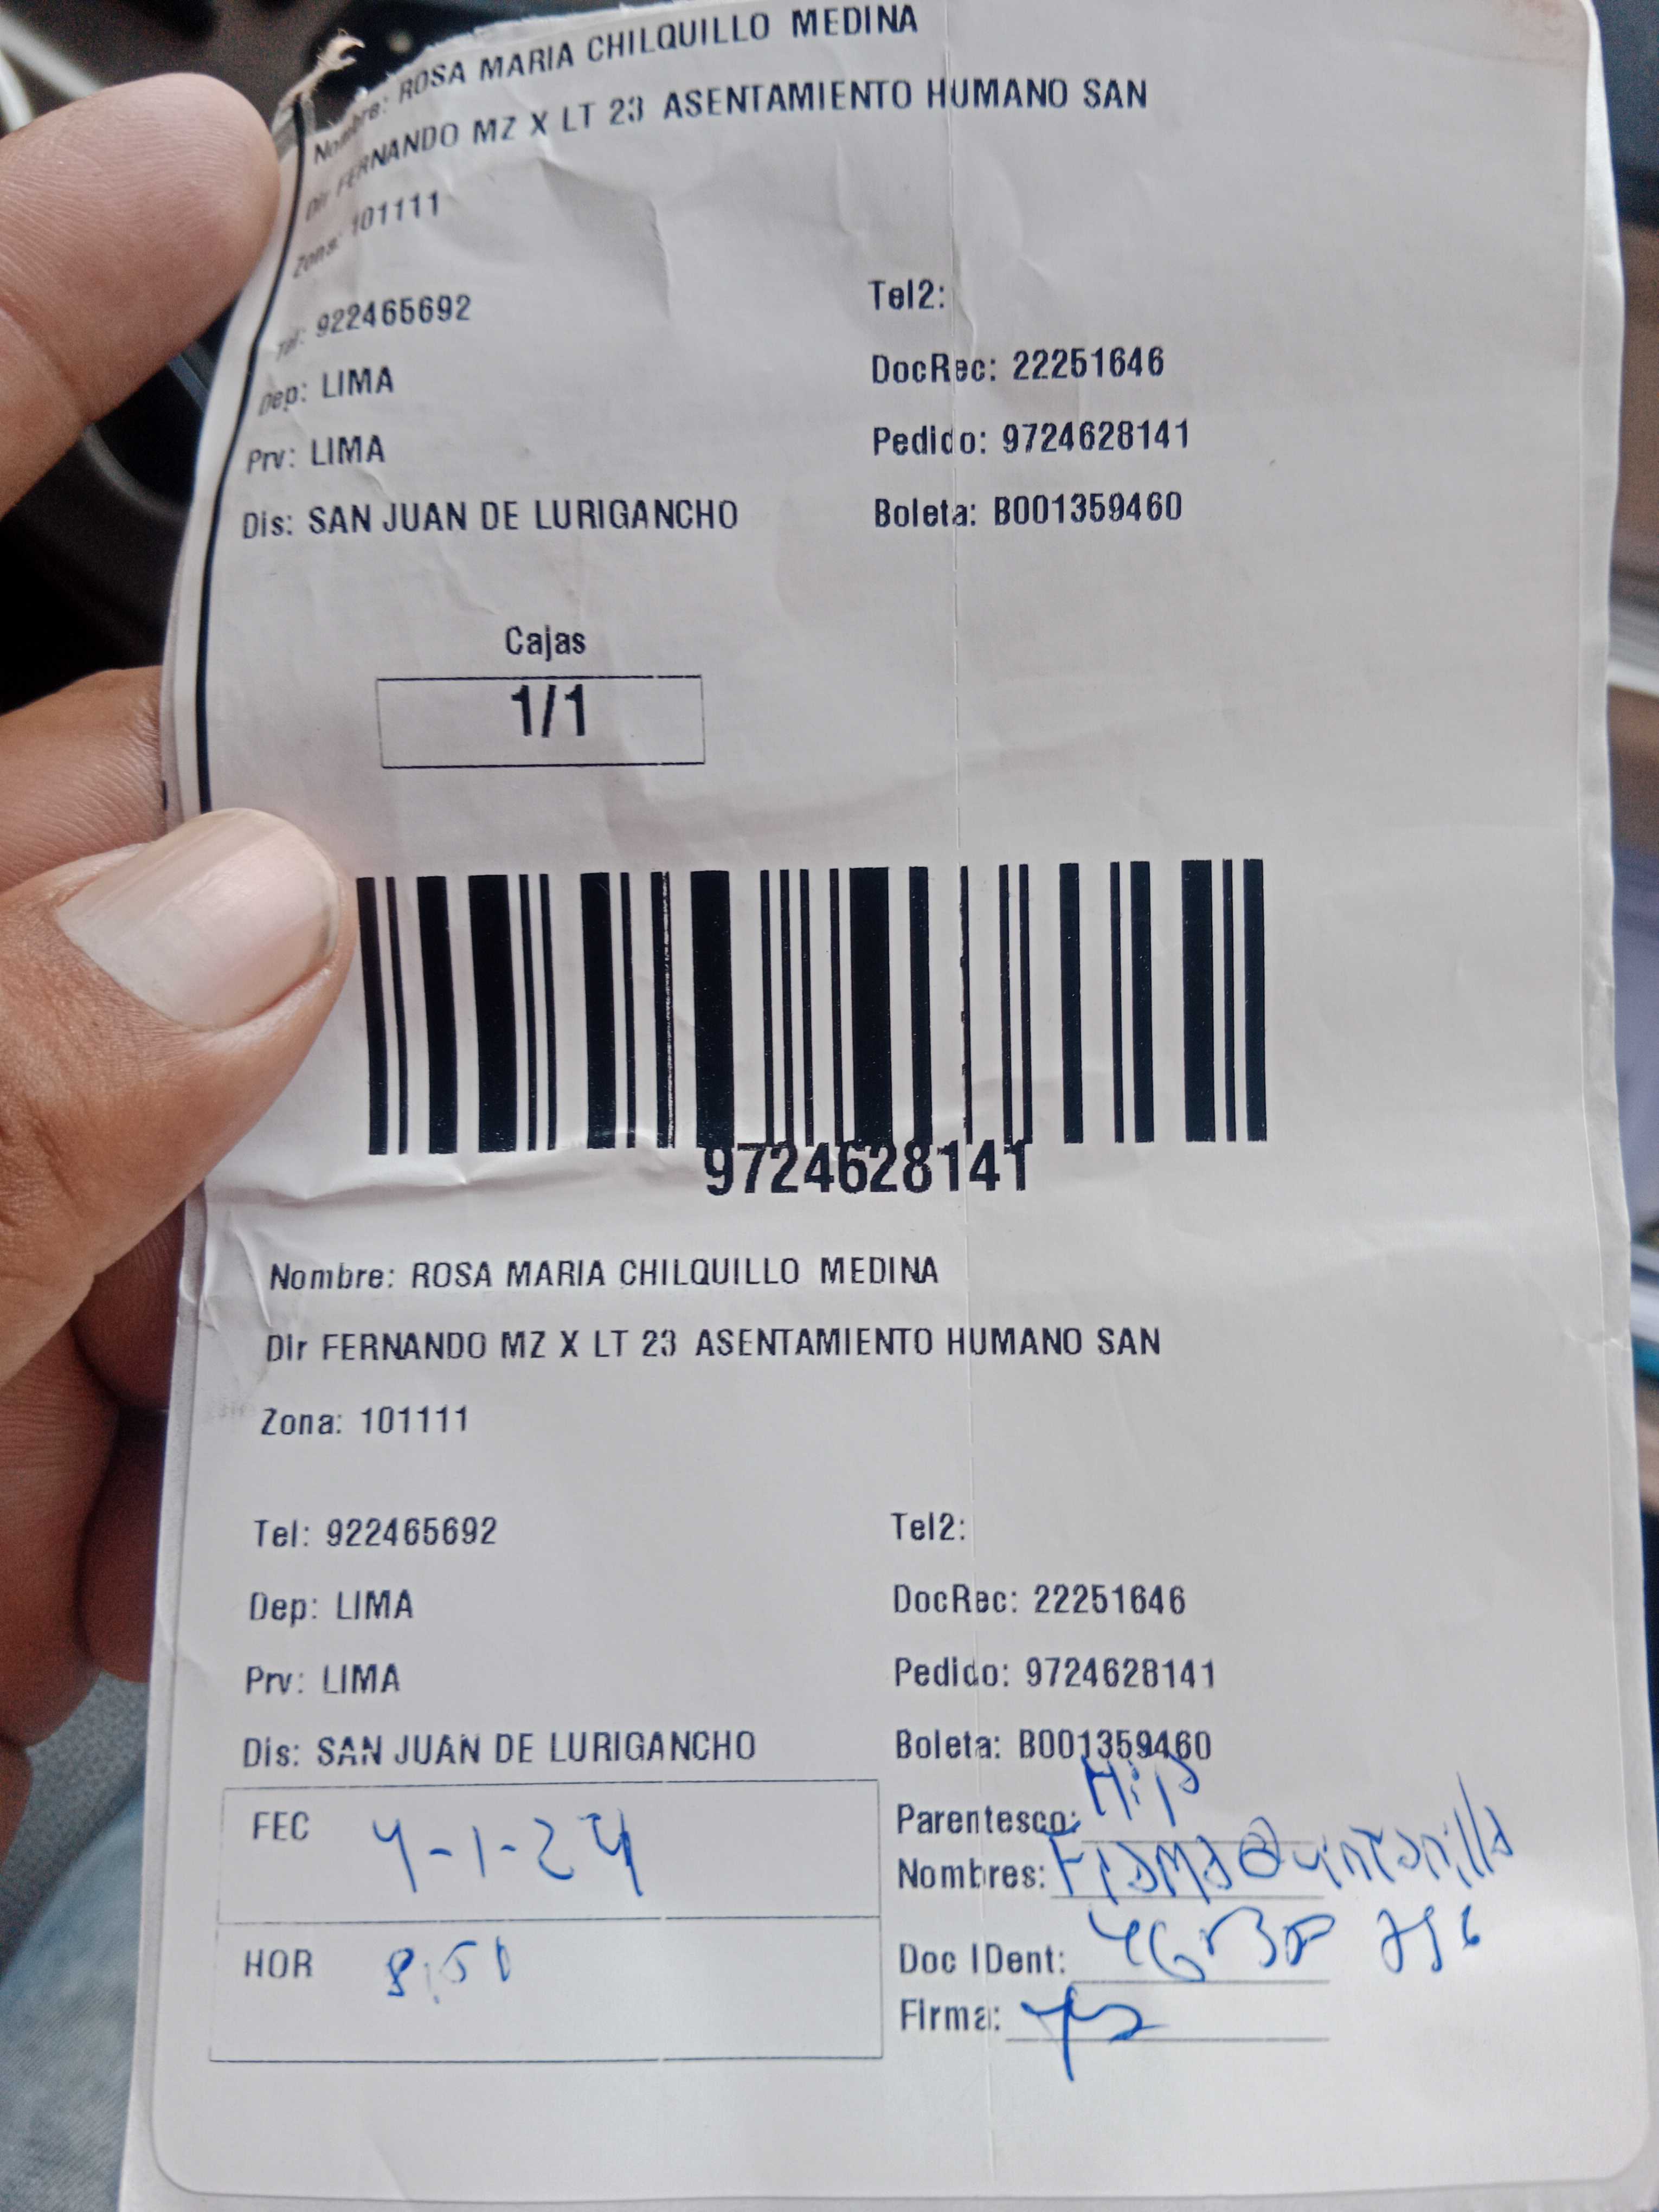 Nombre: ROSA MARIA CHILQUILLO MEDINA
Dir FERNANDO MZ X LT 23 ASENTAMIENTO HUMANO SAN
Zona: 101111
Tel: 922465692 Tel2:
Dep: LIMA DocRec: 22251646
Prv: LIMA Pedido: 9724628141
Dis: SAN JUAN DE LURIGANCHO Boleta: B001359460
Cajas
1/1
9724628141
Nombre: ROSA MARIA CHILQUILLO MEDINA
Dir FERNANDO MZ X LT 23 ASENTAMIENTO HUMANO SAN
Zona: 101111
Tel: 922465692 Tel2:
Dep: LIMA DocRec: 22251646
Prv: LIMA Pedido: 9724628141
Dis: SAN JUAN DE LURIGANCHO Boleta: B001359460
FEC 4-1-24 Parentesco:
Nombres: Quintanilla
HOR 8:50 Doc IDent:
Firma: